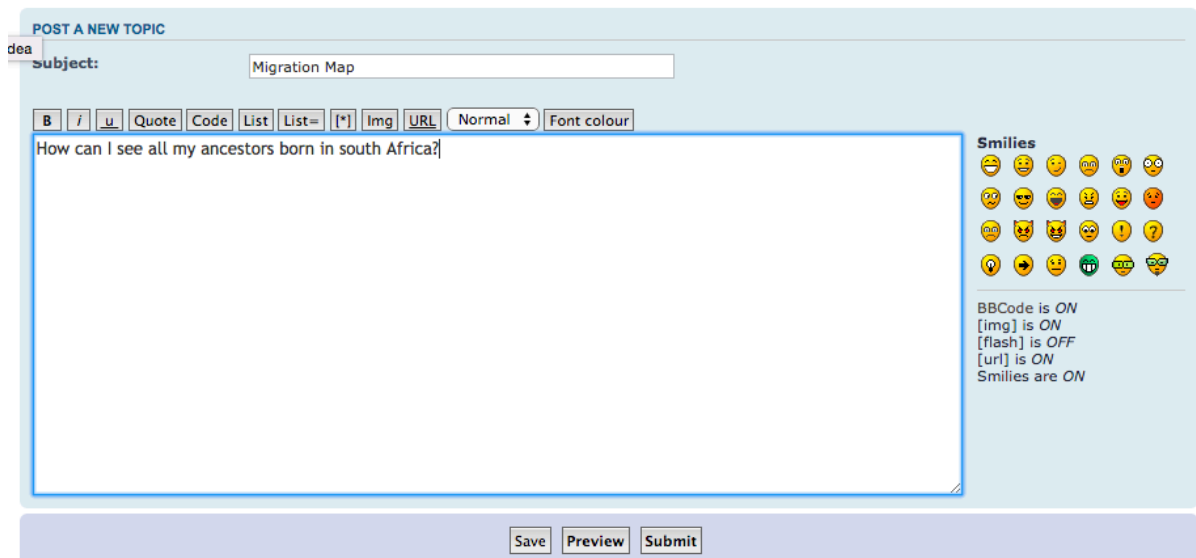 POST A NEW TOPIC
dea
Subject:
Migration Map
B i u Quote Code List List= [*] Img URL Normal Font colour
How can I see all my ancestors born in south Africa?
Smilies
BBCode is ON
[img] is ON
[flash] is OFF
[url] is ON
Smilies are ON
Save Preview Submit